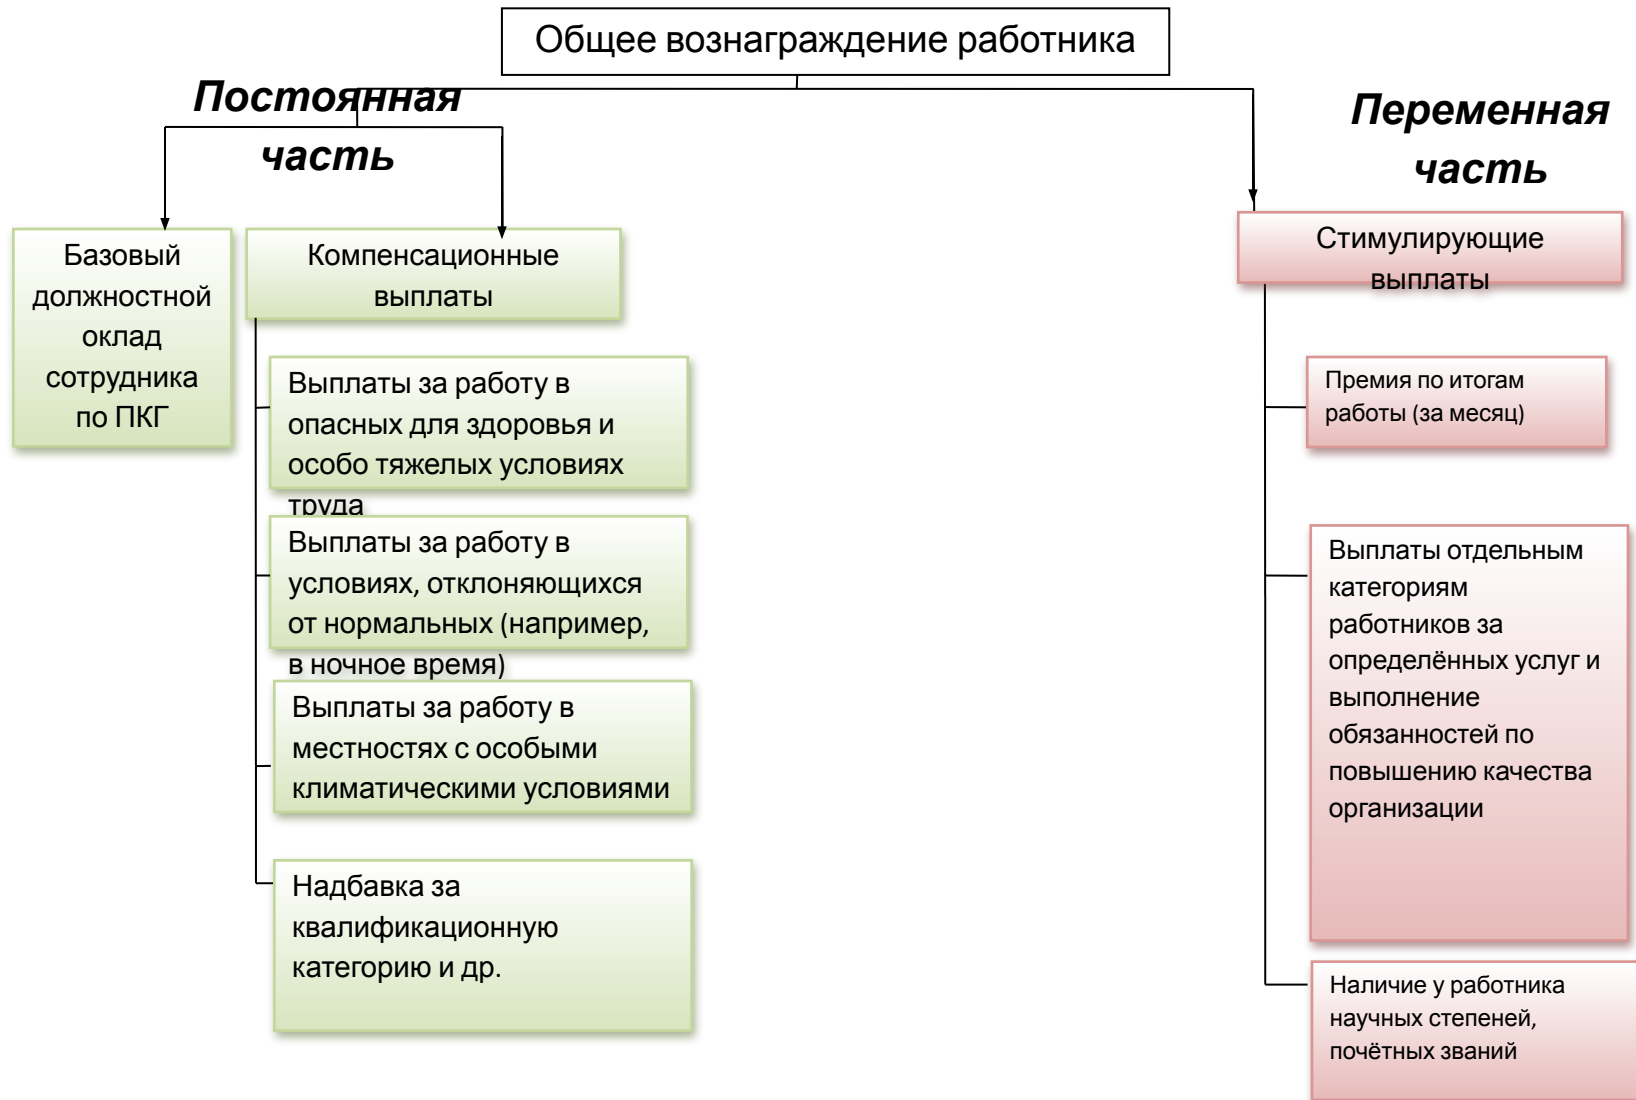 Общее вознаграждение работника
Постоянная
часть
Переменная
часть
Базовый
должностной
оклад
сотрудника
по ПКГ
Компенсационные
выплаты
Выплаты за работу в
опасных для здоровья и
особо тяжелых условиях
труда
Выплаты за работу в
условиях, отклоняющихся
от нормальных (например,
в ночное время)
Выплаты за работу в
местностях с особыми
климатическими условиями
Надбавка за
квалификационную
категорию и др.
Стимулирующие
выплаты
Премия по итогам
работы (за месяц)
Выплаты отдельным
категориям
работников за
определённых услуг и
выполнение
обязанностей по
повышению качества
организации
Наличие у работника
научных степеней,
почётных званий